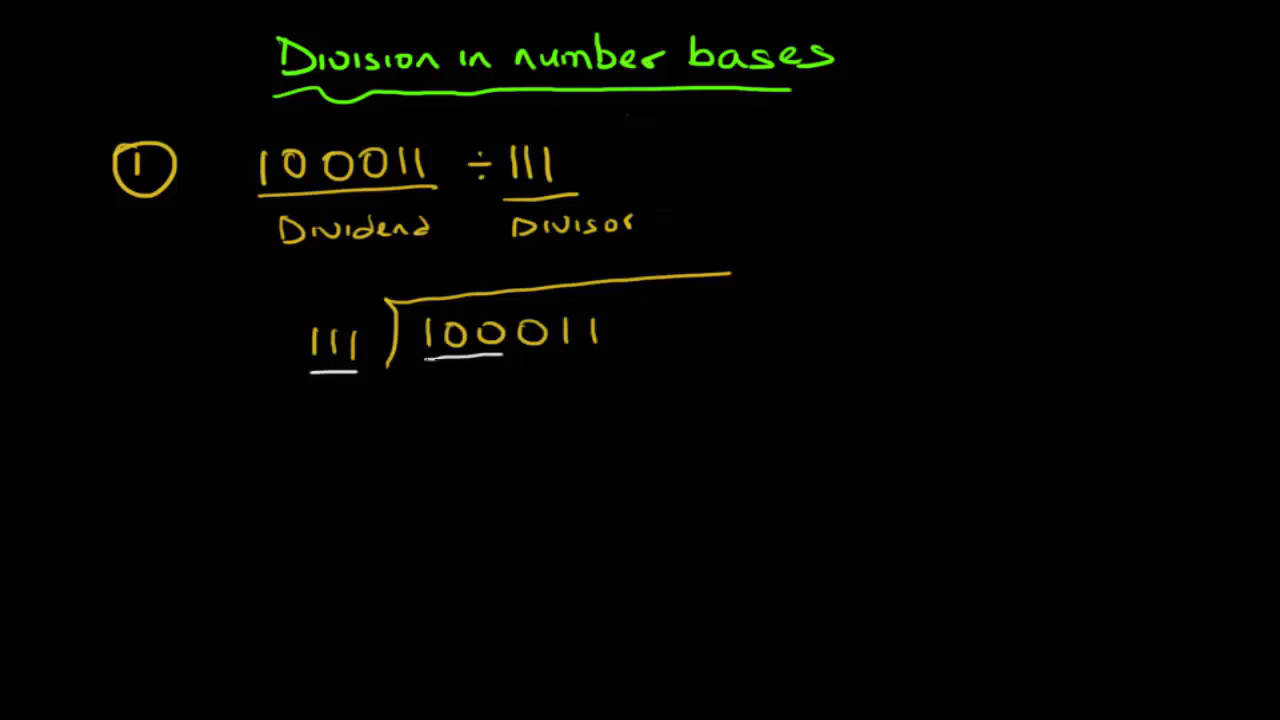 Division in number bases
1 100011 ÷ 111
Dividend Divisor
111 100011